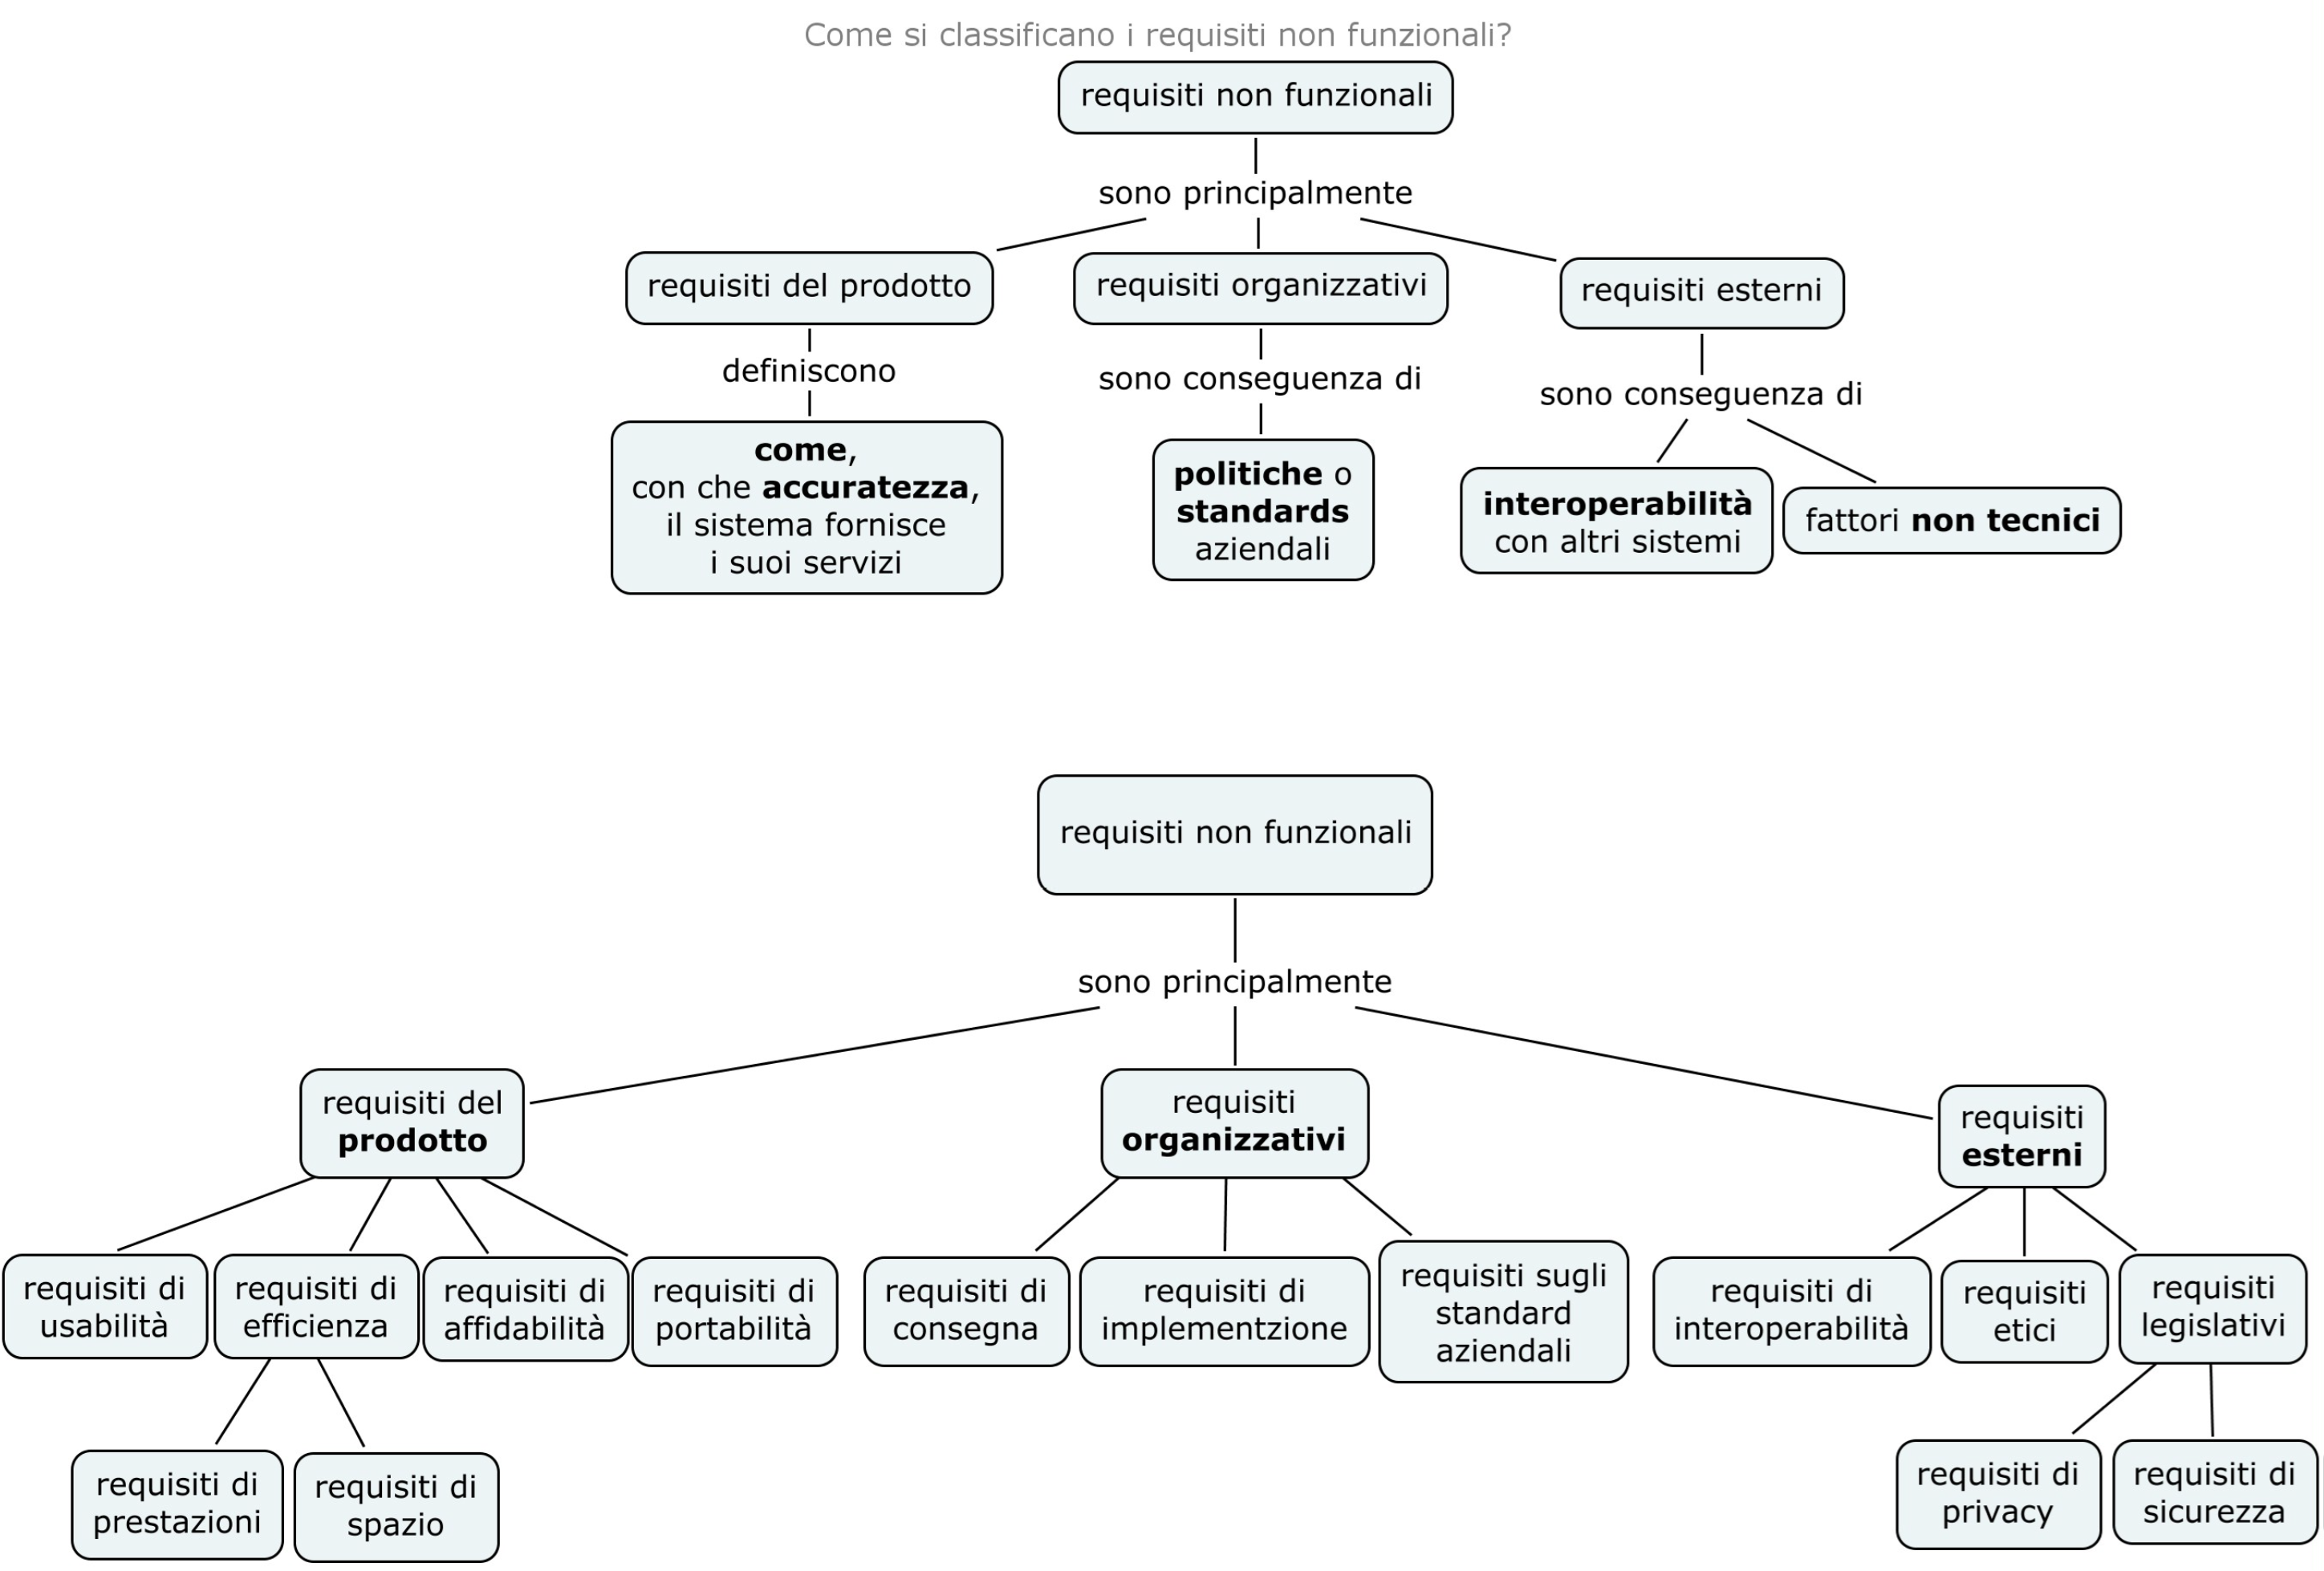 Come si classificano i requisiti non funzionali?
requisiti non funzionali
sono principalmente
requisiti del prodotto
requisiti organizzativi
requisiti esterni
definiscono
sono conseguenza di
sono conseguenza di
come,
con che accuratezza,
il sistema fornisce
i suoi servizi
politiche o
standards
aziendali
interoperabilità
con altri sistemi
fattori non tecnici
requisiti non funzionali
sono principalmente
requisiti del
prodotto
requisiti
organizzativi
requisiti
esterni
requisiti di
usabilità
requisiti di
efficienza
requisiti di
affidabilità
requisiti di
portabilità
requisiti di
consegna
requisiti di
implementzione
requisiti sugli
standard
aziendali
requisiti di
interoperabilità
requisiti
etici
requisiti
legislativi
requisiti di
prestazioni
requisiti di
spazio
requisiti di
privacy
requisiti di
sicurezza